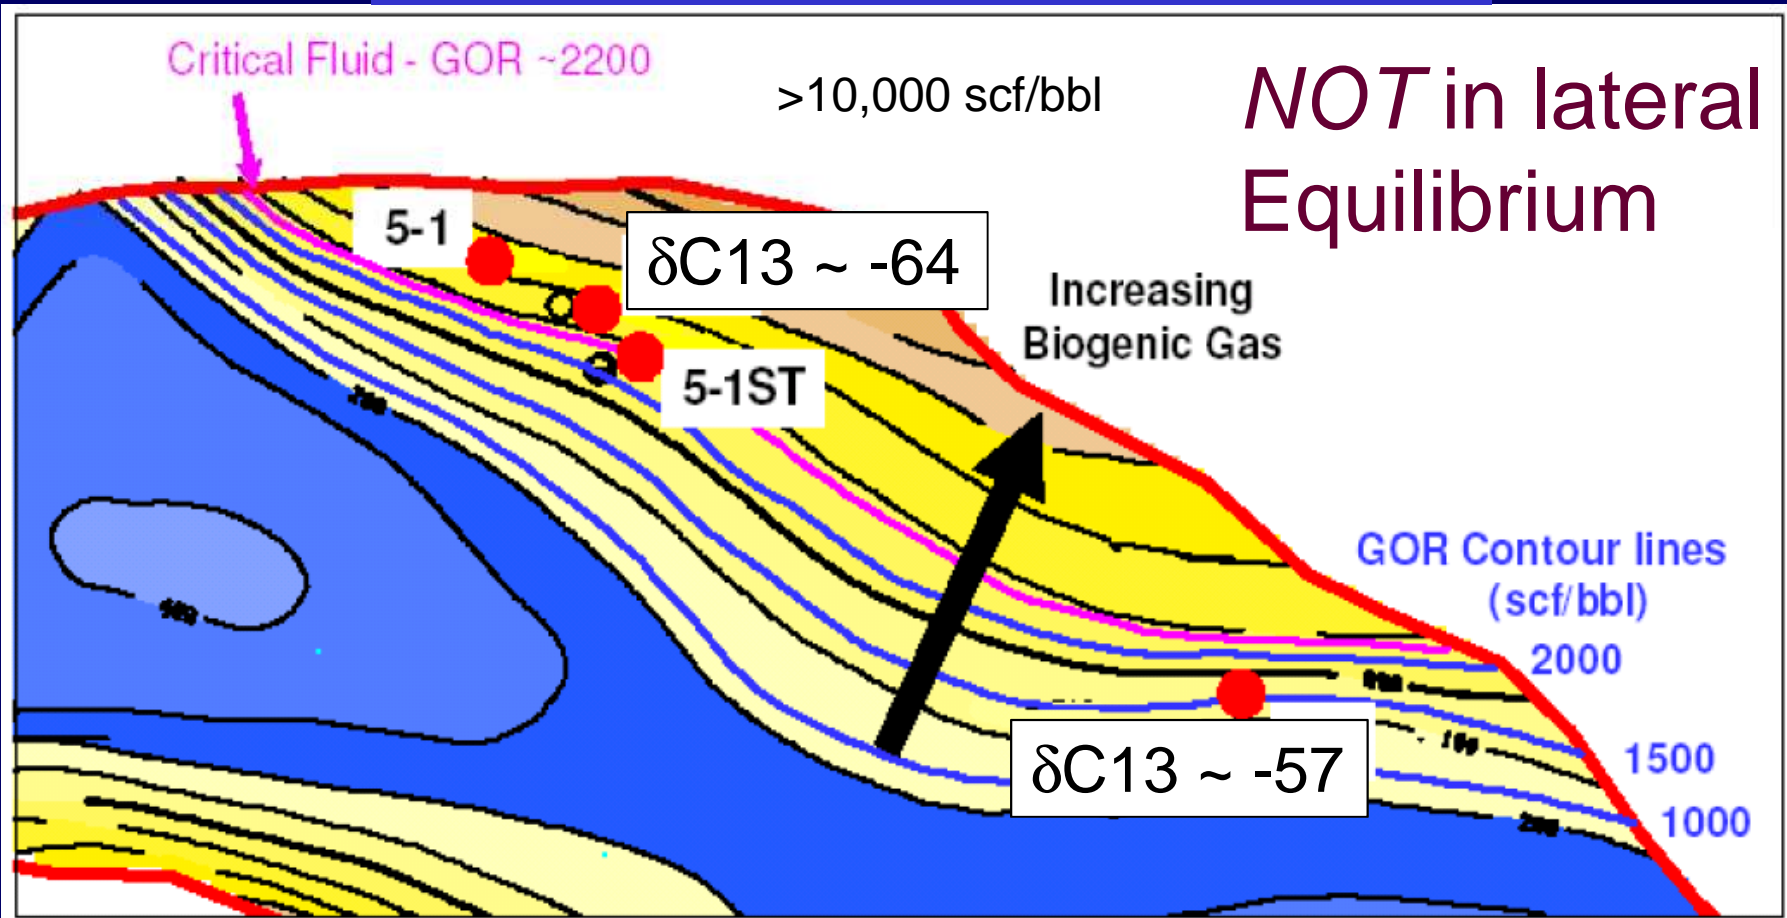 Critical Fluid - GOR ~2200
>10,000 scf/bbl
NOT in lateral
Equilibrium
5-1
δC13 ~ -64
Increasing
Biogenic Gas
5-1ST
GOR Contour lines
(scf/bbl)
2000
δC13 ~ -57
1500
1000